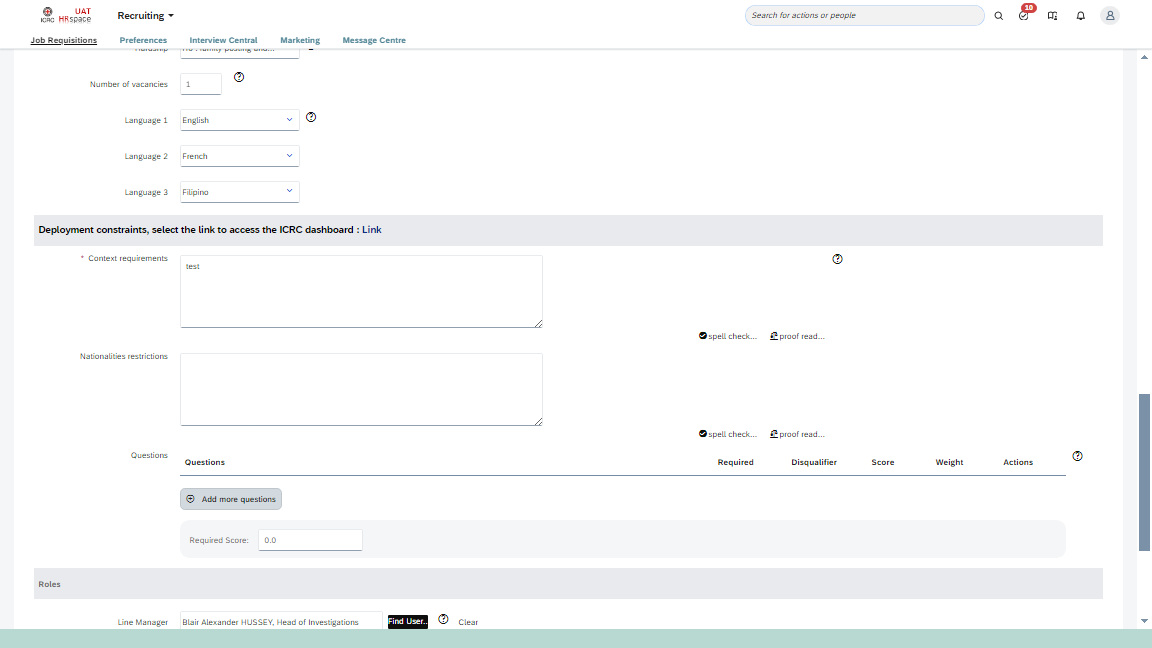 ICRC UAT HRspace
Recruiting
Search for actions or people
10
Job Requisitions Preferences Interview Central Marketing Message Centre
Number of vacancies 1
Language 1 English
Language 2 French
Language 3 Filipino
Deployment constraints, select the link to access the ICRC dashboard : Link
* Context requirements test
spell check... proof read...
Nationalities restrictions
spell check... proof read...
Questions
Questions Required Disqualifier Score Weight Actions
Add more questions
Required Score: 0.0
Roles
Line Manager Blair Alexander HUSSEY, Head of Investigations Find User... Clear